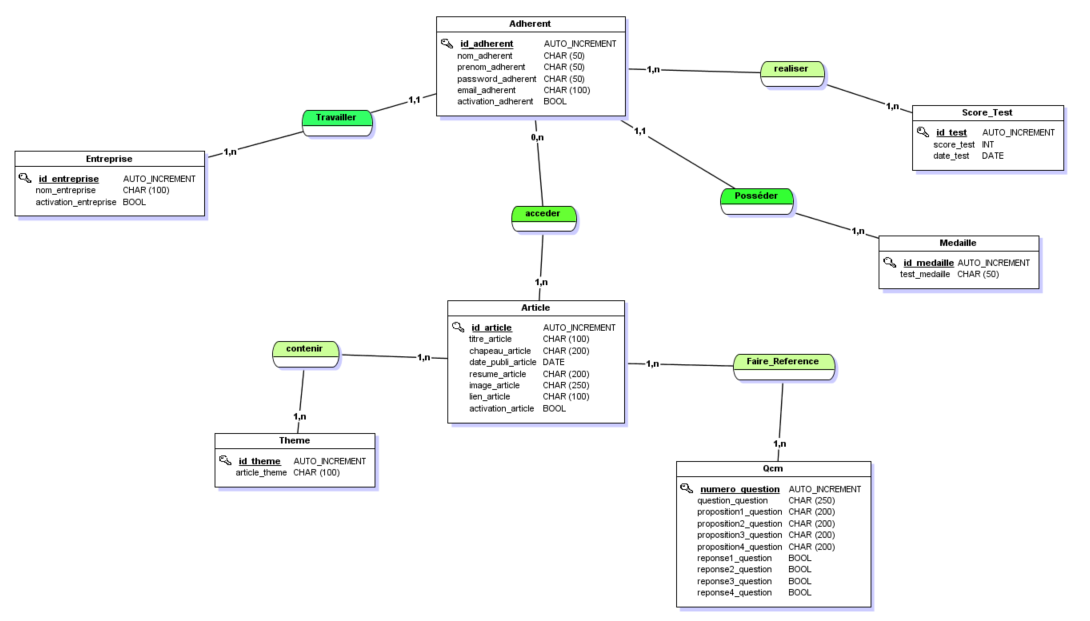 Adherent
id_adherent AUTO_INCREMENT
nom_adherent CHAR (50)
prenom_adherent CHAR (50)
password_adherent CHAR (50)
email_adherent CHAR (100)
activation_adherent BOOL
1,n
realiser
1,n
Score_Test
id_test AUTO_INCREMENT
score_test INT
date_test DATE
1,1
Travailler
1,n
Entreprise
id_entreprise AUTO_INCREMENT
nom_entreprise CHAR (100)
activation_entreprise BOOL
0,n
acceder
1,n
1,1
Posséder
1,n
Medaille
id_medaille AUTO_INCREMENT
test_medaille CHAR (50)
Article
id_article AUTO_INCREMENT
titre_article CHAR (100)
chapeau_article CHAR (200)
date_publi_article DATE
resume_article CHAR (200)
image_article CHAR (250)
lien_article CHAR (100)
activation_article BOOL
contenir
1,n
1,n
Theme
id_theme AUTO_INCREMENT
article_theme CHAR (100)
1,n
Faire_Reference
1,n
Qcm
numero_question AUTO_INCREMENT
question_question CHAR (250)
proposition1_question CHAR (200)
proposition2_question CHAR (200)
proposition3_question CHAR (200)
proposition4_question CHAR (200)
reponse1_question BOOL
reponse2_question BOOL
reponse3_question BOOL
reponse4_question BOOL